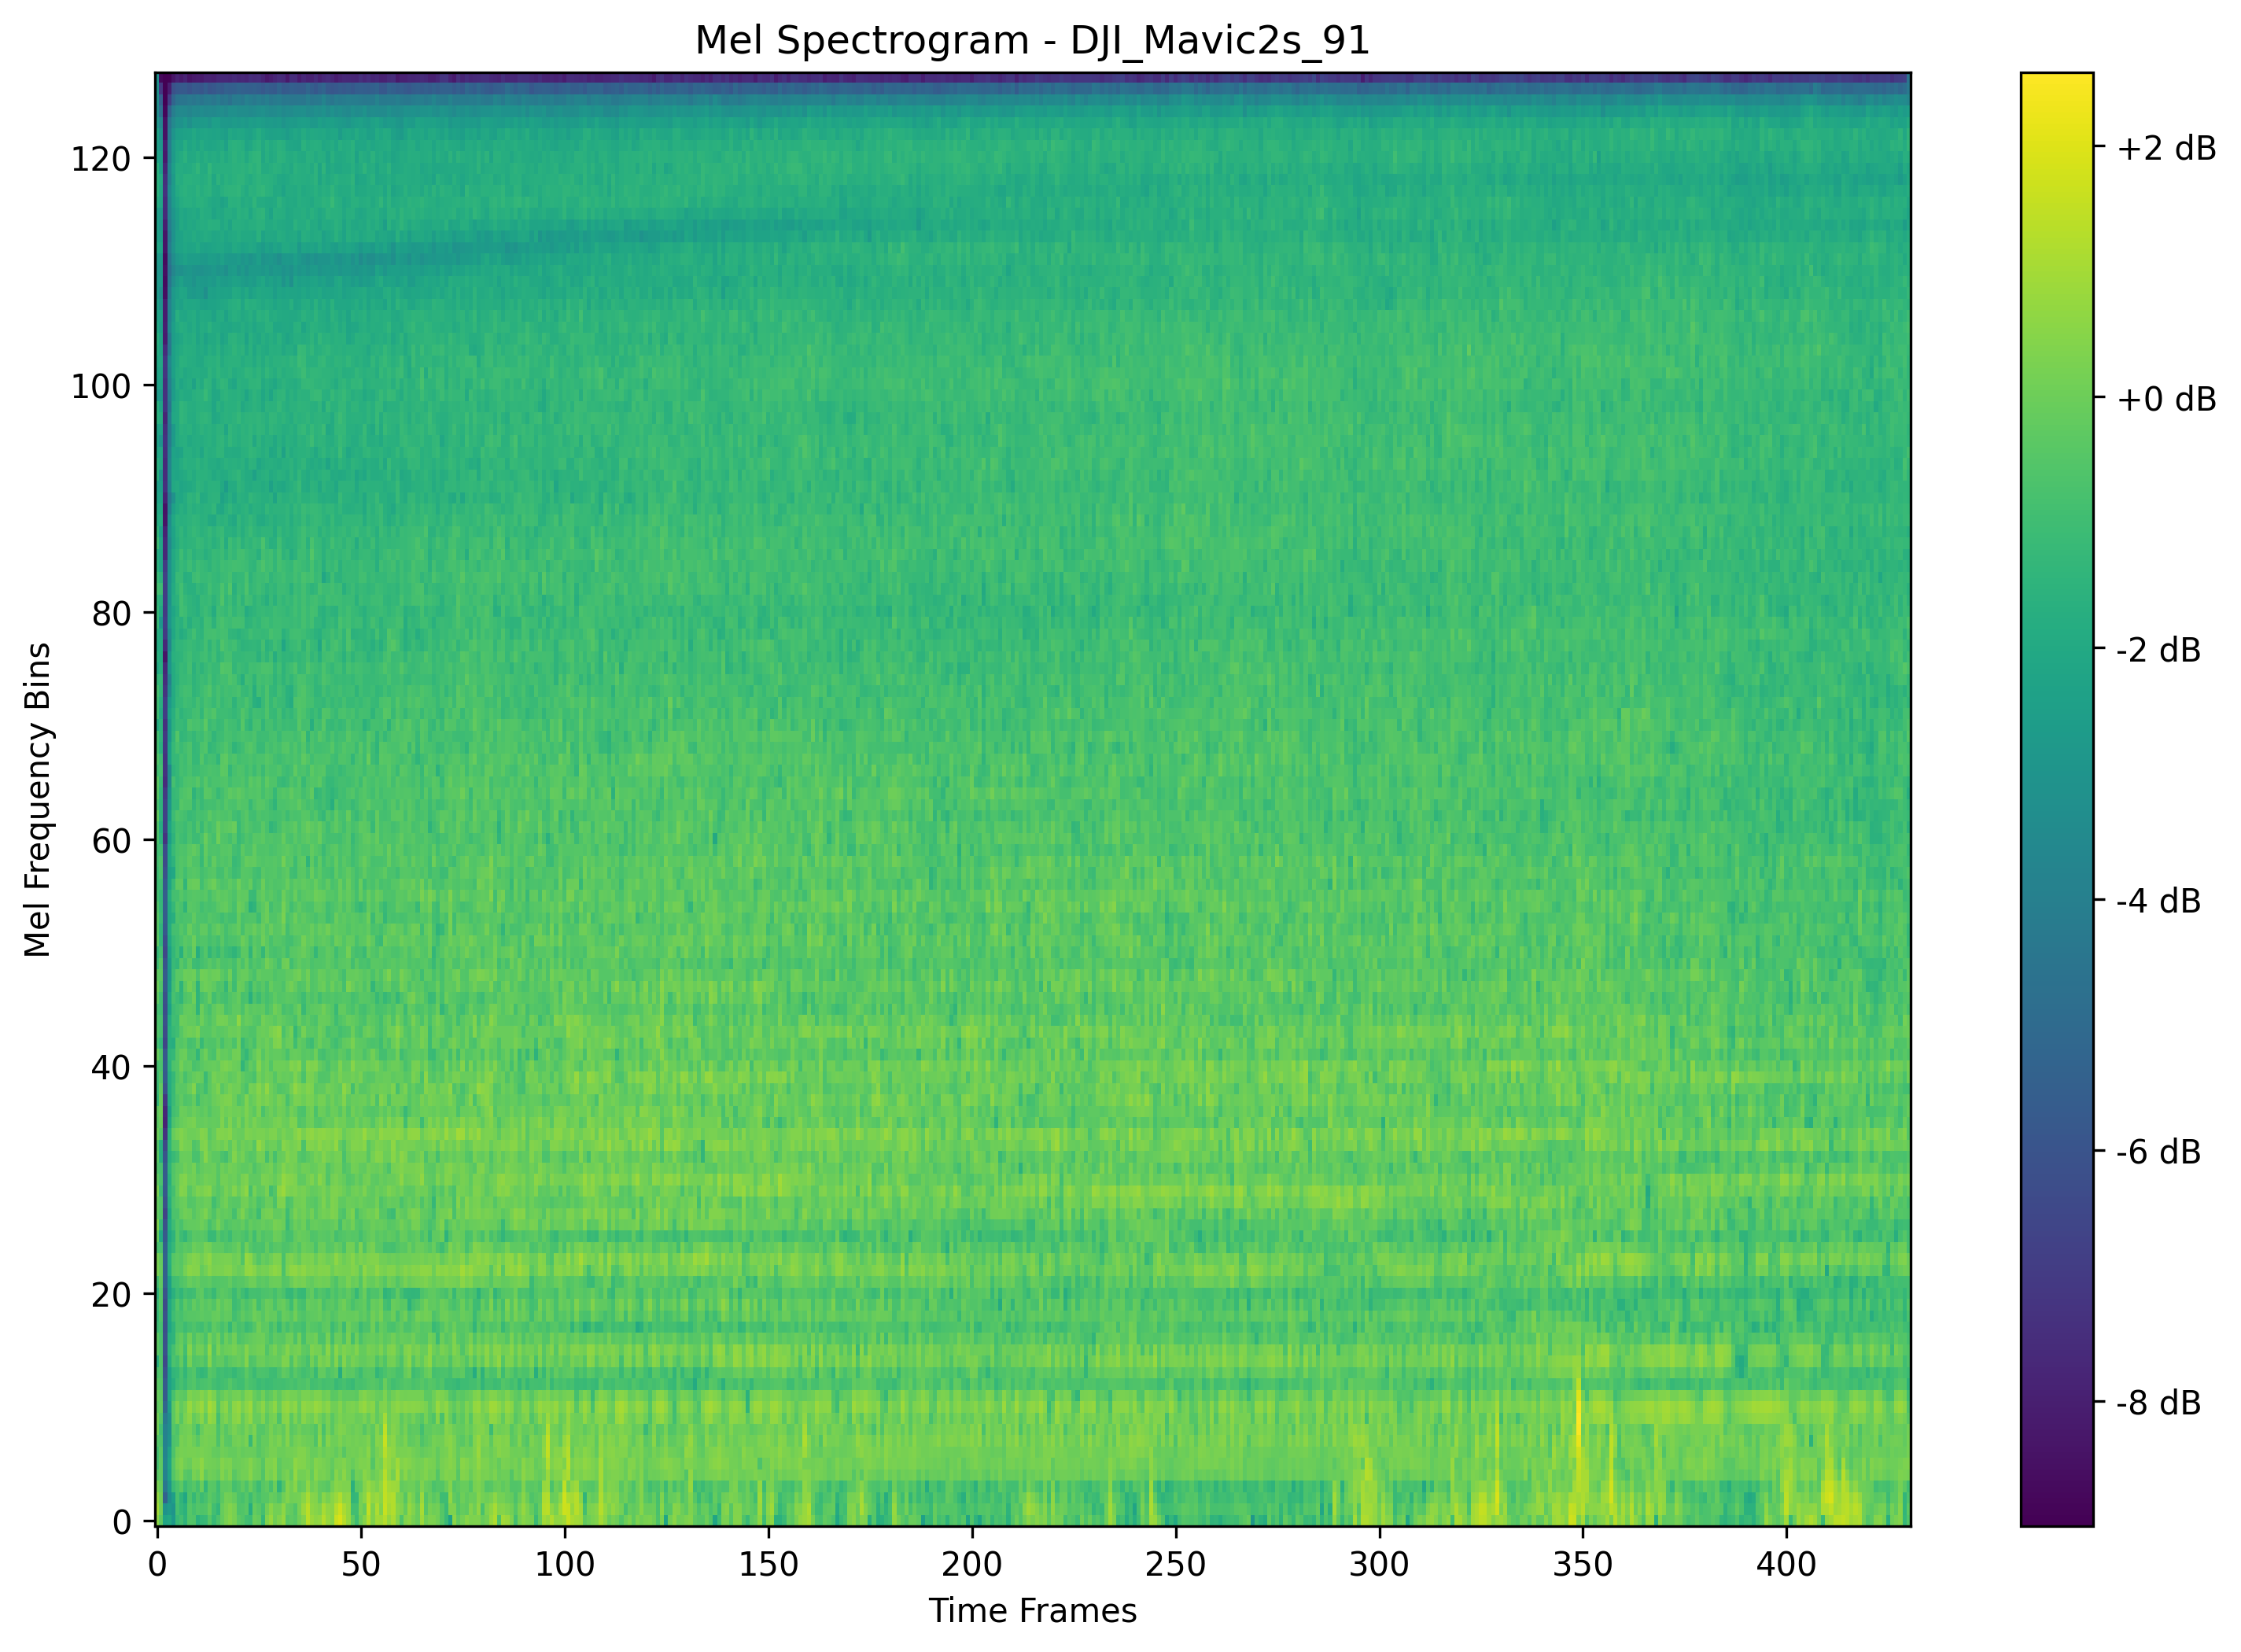 Mel Spectrogram - DJI_Mavic2s_91
Mel Frequency Bins
120
100
80
60
40
20
0
0 50 100 150 200 250 300 350 400
Time Frames
+2 dB
+0 dB
-2 dB
-4 dB
-6 dB
-8 dB